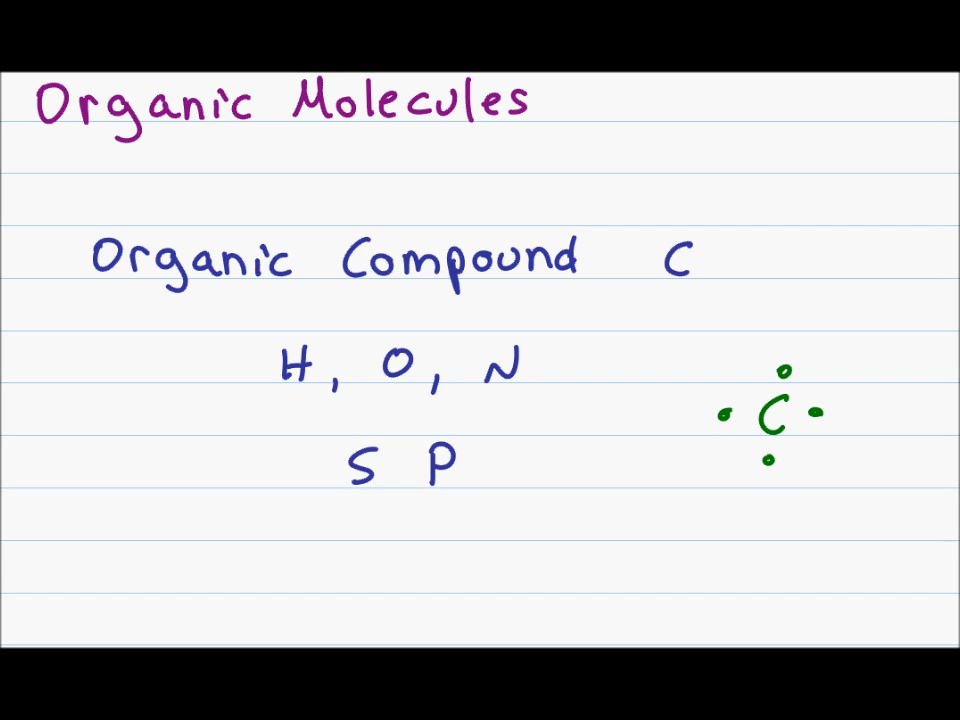 Organic Molecules
Organic Compound C
H, O, N
C
S P